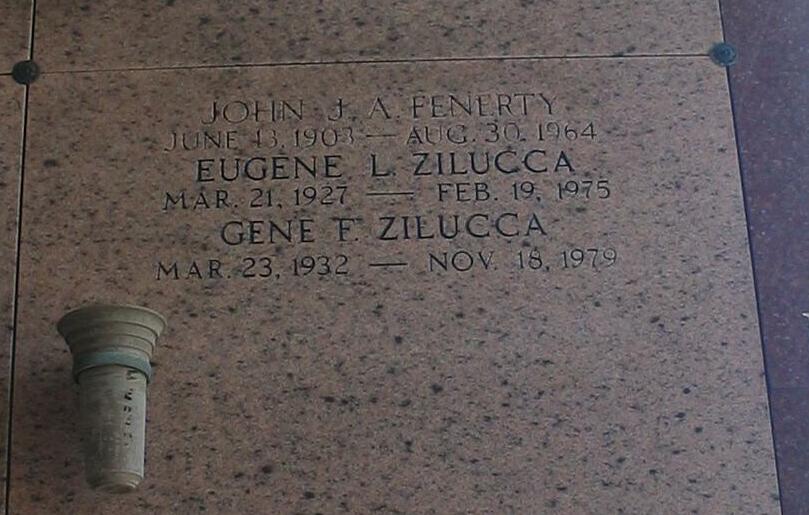 JOHN J. A. FENERTY
JUNE 13, 1903 — AUG. 30, 1964
EUGENE L. ZILUCCA
MAR. 21, 1927 — FEB. 19, 1975
GENE F. ZILUCCA
MAR. 23, 1932 — NOV. 18, 1979